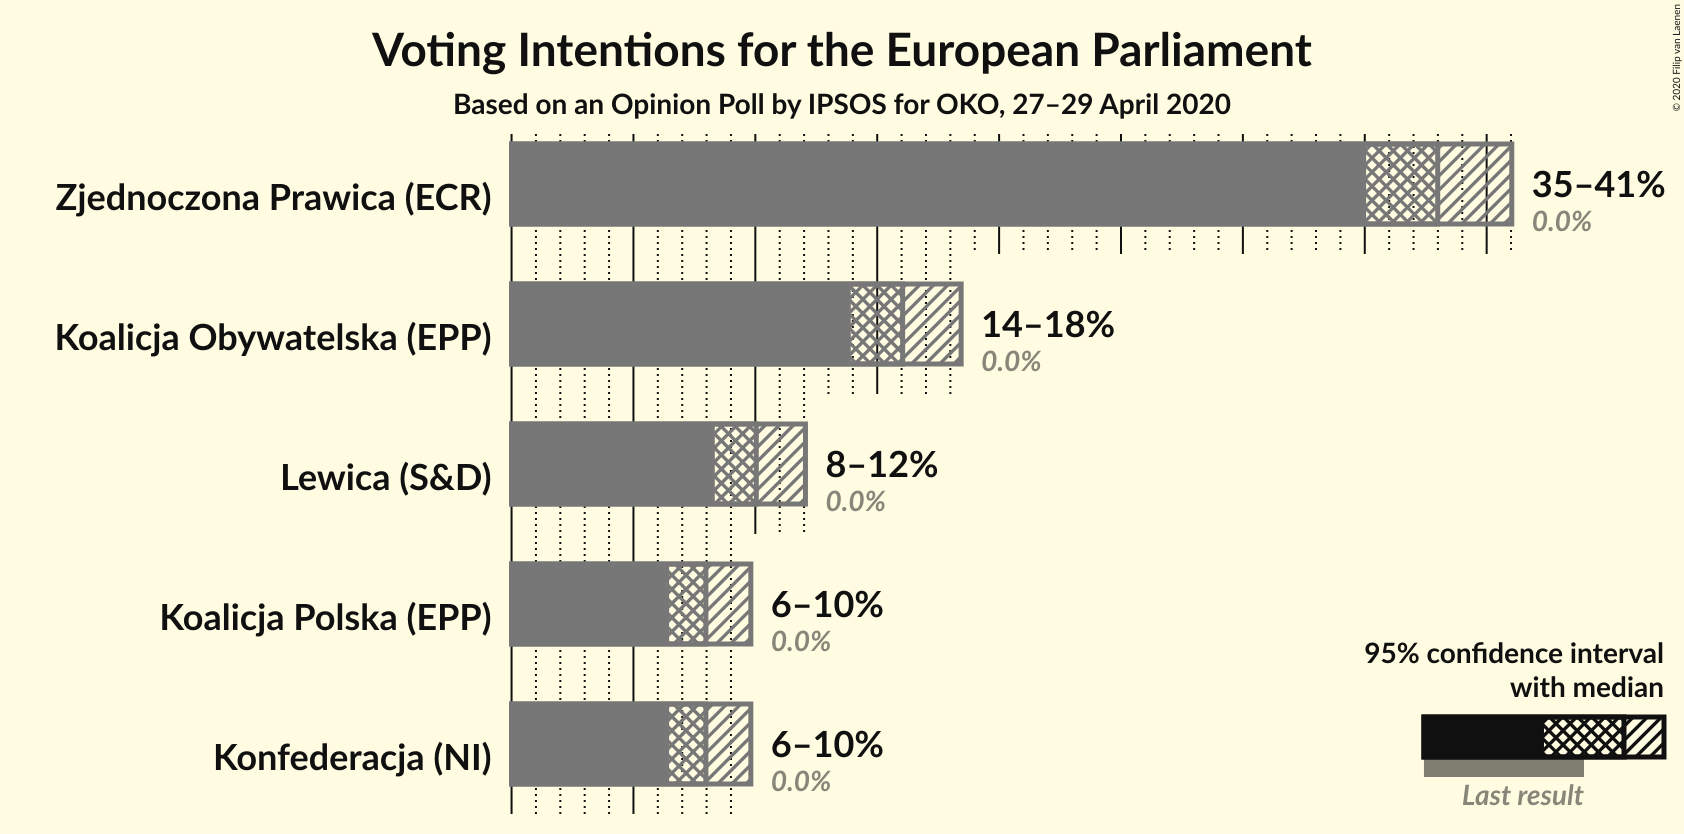 Voting Intentions for the European Parliament
Based on an Opinion Poll by IPSOS for OKO, 27–29 April 2020
© 2020 Filip van Laenen
Zjednoczona Prawica (ECR)
35–41%
0.0%
Koalicja Obywatelska (EPP)
14–18%
0.0%
Lewica (S&D)
8–12%
0.0%
Koalicja Polska (EPP)
6–10%
0.0%
Konfederacja (NI)
6–10%
0.0%
95% confidence interval
with median
Last result